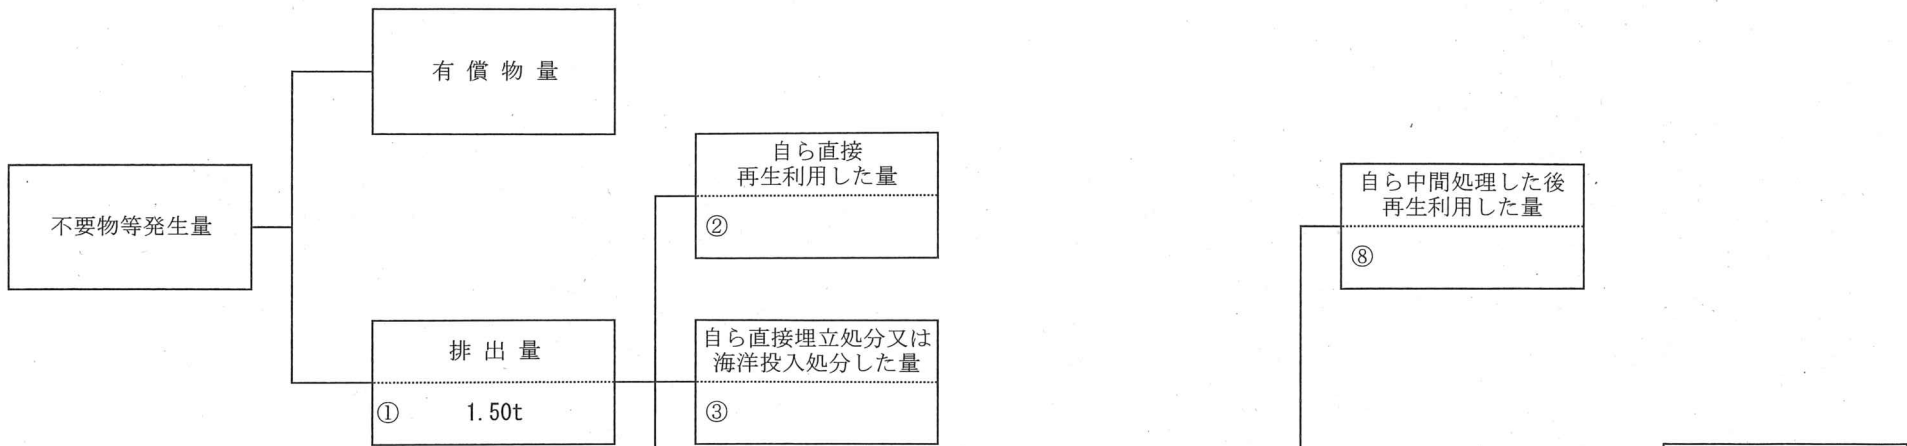 有償物量
自ら直接
再生利用した量
②
自ら中間処理した後
再生利用した量
⑧
不要物等発生量
排出量
① 1.50t
自ら直接埋立処分又は
海洋投入処分した量
③